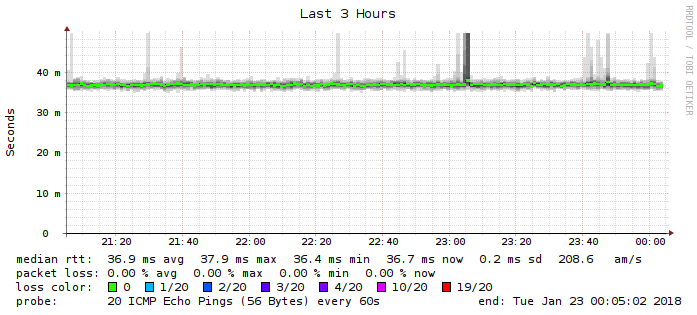 Last 3 Hours
RRDTOOL / TOBI OETIKER
Seconds
40 m
30 m
20 m
10 m
0
21:20 21:40 22:00 22:20 22:40 23:00 23:20 23:40 00:00
median rtt: 36.9 ms avg 37.9 ms max 36.4 ms min 36.7 ms now 0.2 ms sd 208.6 am/s
packet loss: 0.00 % avg 0.00 % max 0.00 % min 0.00 % now
loss color: 0 1/20 2/20 3/20 4/20 10/20 19/20
probe: 20 ICMP Echo Pings (56 Bytes) every 60s end: Tue Jan 23 00:05:02 2018